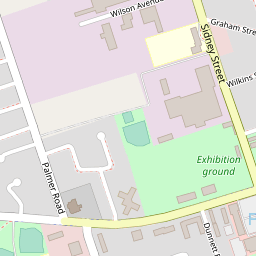 Wilson Avenue
Graham Stre
Sidney Street
Wilkins S
Palmer Road
Exhibition
ground
Dunnett R